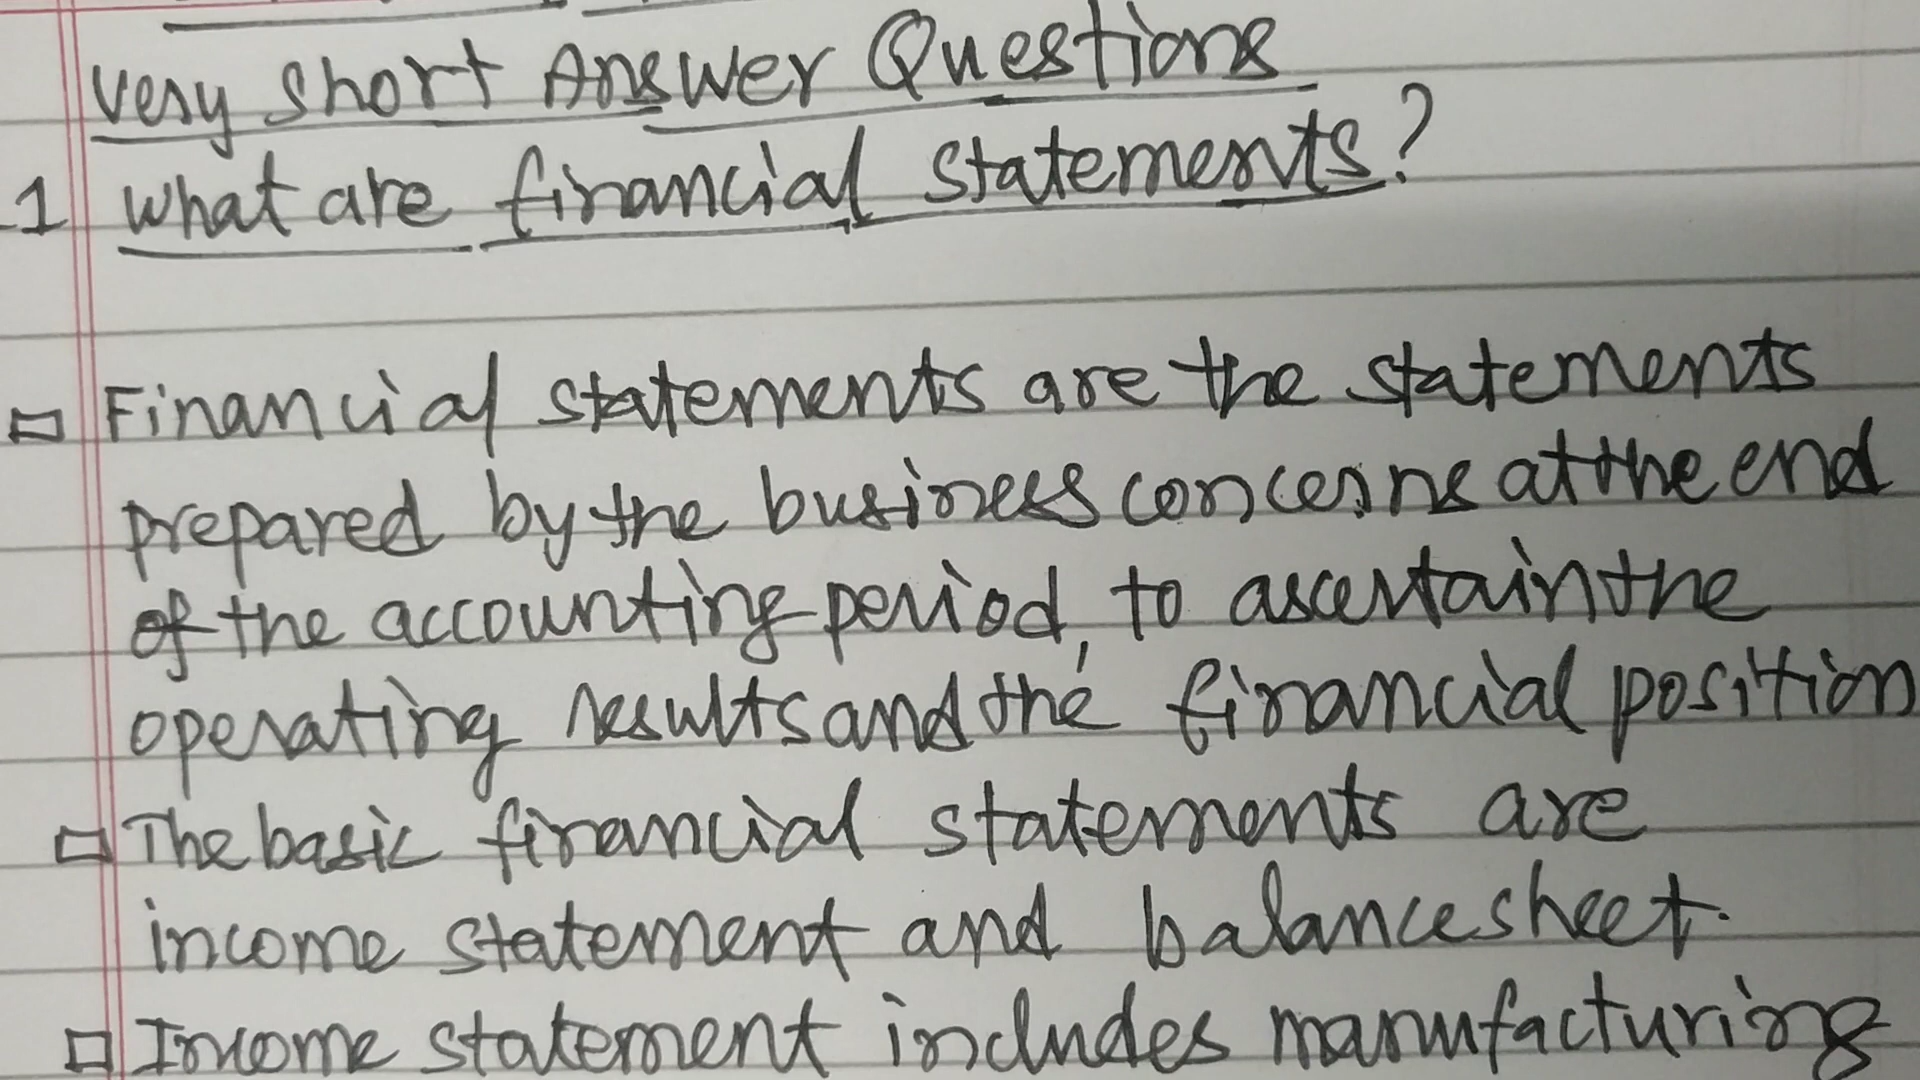 Very Short Answer Questions
1 What are financial statements?
Financial statements are the statements
prepared by the business concerns at the end
of the accounting period, to ascertain the
operating results and the financial position
The basic financial statements are
income statement and balance sheet.
Income statement includes manufacturing